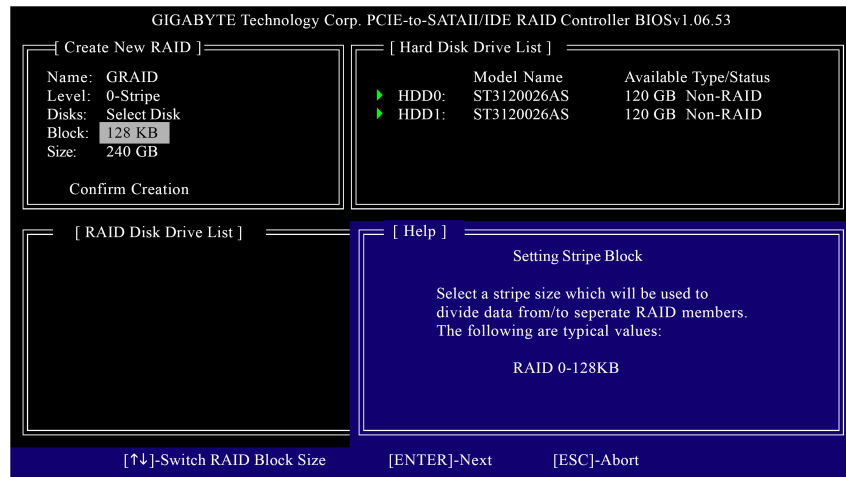 GIGABYTE Technology Corp. PCIE-to-SATAII/IDE RAID Controller BIOSv1.06.53
[ Create New RAID ]
Name: GRAID
Level: 0-Stripe
Disks: Select Disk
Block: 128 KB
Size: 240 GB
Confirm Creation
[ Hard Disk Drive List ]
Model Name Available Type/Status
HDD0: ST3120026AS 120 GB Non-RAID
HDD1: ST3120026AS 120 GB Non-RAID
[ RAID Disk Drive List ]
[ Help ]
Setting Stripe Block
Select a stripe size which will be used to
divide data from/to seperate RAID members.
The following are typical values:
RAID 0-128KB
[↑↓]-Switch RAID Block Size [ENTER]-Next [ESC]-Abort